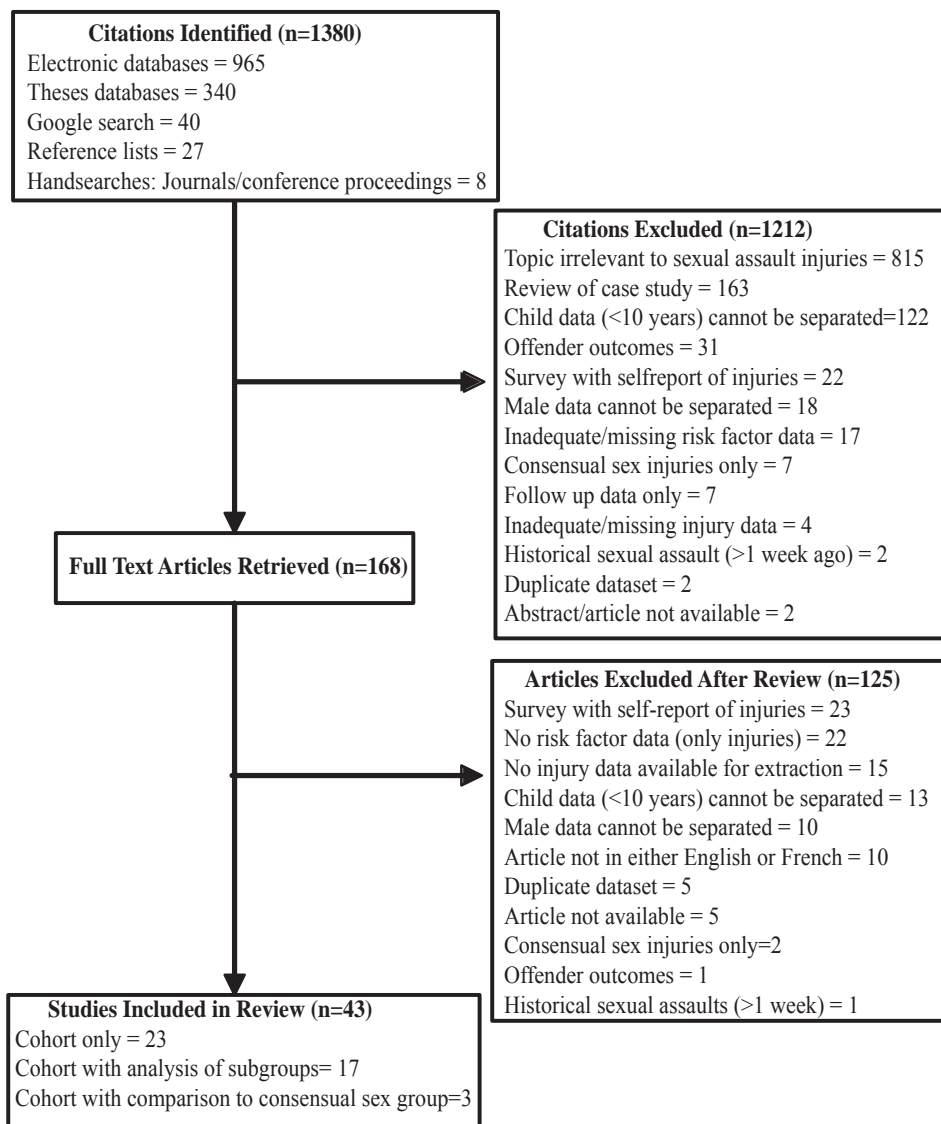 Citations Identified (n=1380)
Electronic databases = 965
Theses databases = 340
Google search = 40
Reference lists = 27
Handsearches: Journals/conference proceedings = 8
Citations Excluded (n=1212)
Topic irrelevant to sexual assault injuries = 815
Review of case study = 163
Child data (<10 years) cannot be separated=122
Offender outcomes = 31
Survey with selfreport of injuries = 22
Male data cannot be separated = 18
Inadequate/missing risk factor data = 17
Consensual sex injuries only = 7
Follow up data only = 7
Inadequate/missing injury data = 4
Historical sexual assault (>1 week ago) = 2
Duplicate dataset = 2
Abstract/article not available = 2
Full Text Articles Retrieved (n=168)
Articles Excluded After Review (n=125)
Survey with self-report of injuries = 23
No risk factor data (only injuries) = 22
No injury data available for extraction = 15
Child data (<10 years) cannot be separated = 13
Male data cannot be separated = 10
Article not in either English or French = 10
Duplicate dataset = 5
Article not available = 5
Consensual sex injuries only=2
Offender outcomes = 1
Historical sexual assaults (>1 week) = 1
Studies Included in Review (n=43)
Cohort only = 23
Cohort with analysis of subgroups= 17
Cohort with comparison to consensual sex group=3